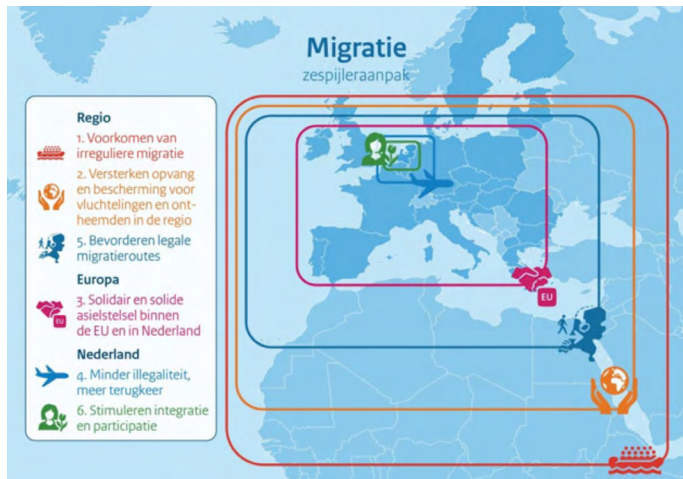 Migratie
zespijleraanpak
Regio
1. Voorkomen van
irreguliere migratie
2. Versterken opvang
en bescherming voor
vluchtelingen en ont-
heemden in de regio
5. Bevorderen legale
migratieroutes
Europa
3. Solidair en solide
asielstelsel binnen
de EU en in Nederland
EU
Nederland
4. Minder illegaliteit,
meer terugkeer
6. Stimuleren integratie
en participatie
EU